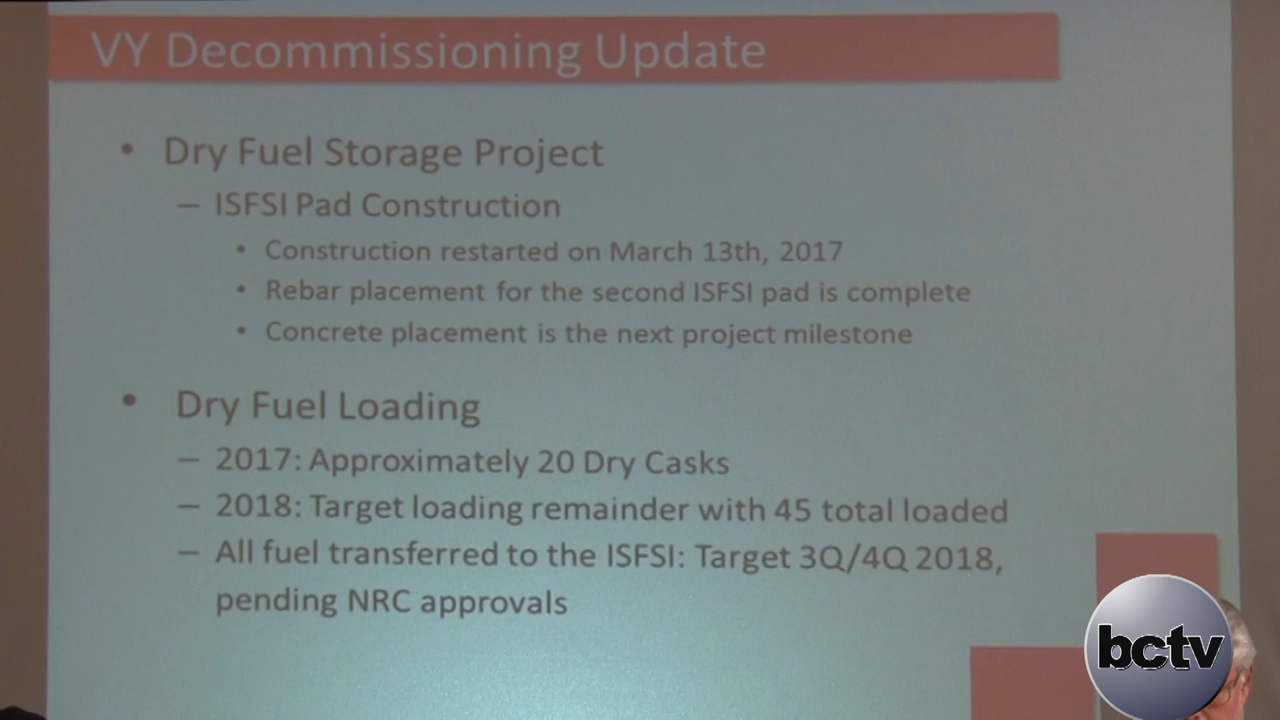 VY Decommissioning Update
• Dry Fuel Storage Project
– ISFSI Pad Construction
• Construction restarted on March 13th, 2017
• Rebar placement for the second ISFSI pad is complete
• Concrete placement is the next project milestone
• Dry Fuel Loading
– 2017: Approximately 20 Dry Casks
– 2018: Target loading remainder with 45 total loaded
– All fuel transferred to the ISFSI: Target 3Q/4Q 2018,
pending NRC approvals
bctv